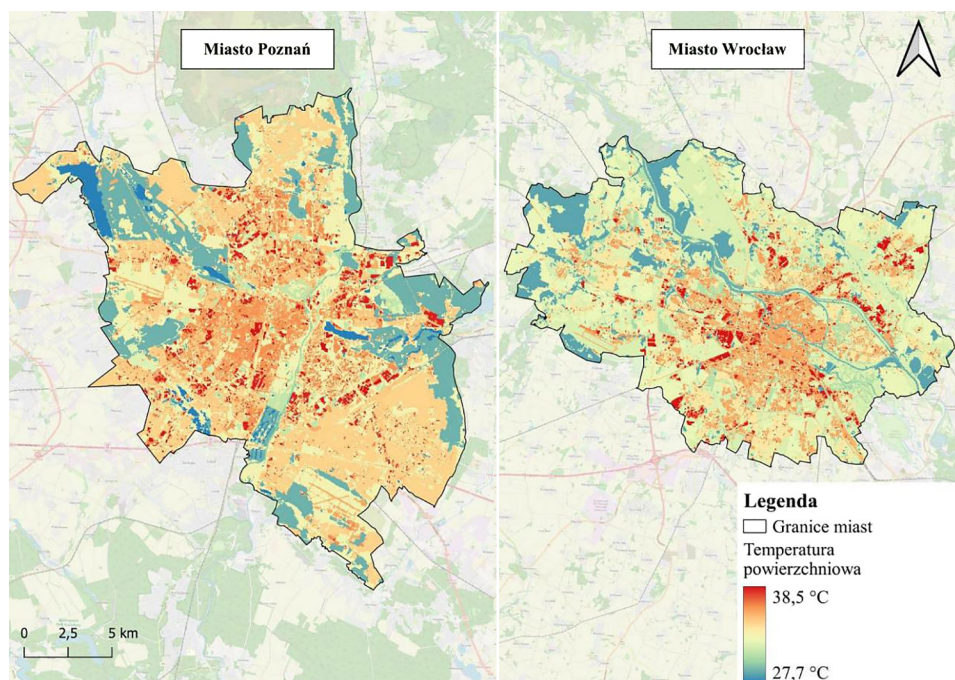 Miasto Poznań
Miasto Wrocław
Legenda
Granice miast
Temperatura
powierzchniowa
38,5 °C
27,7 °C
0 2,5 5 km